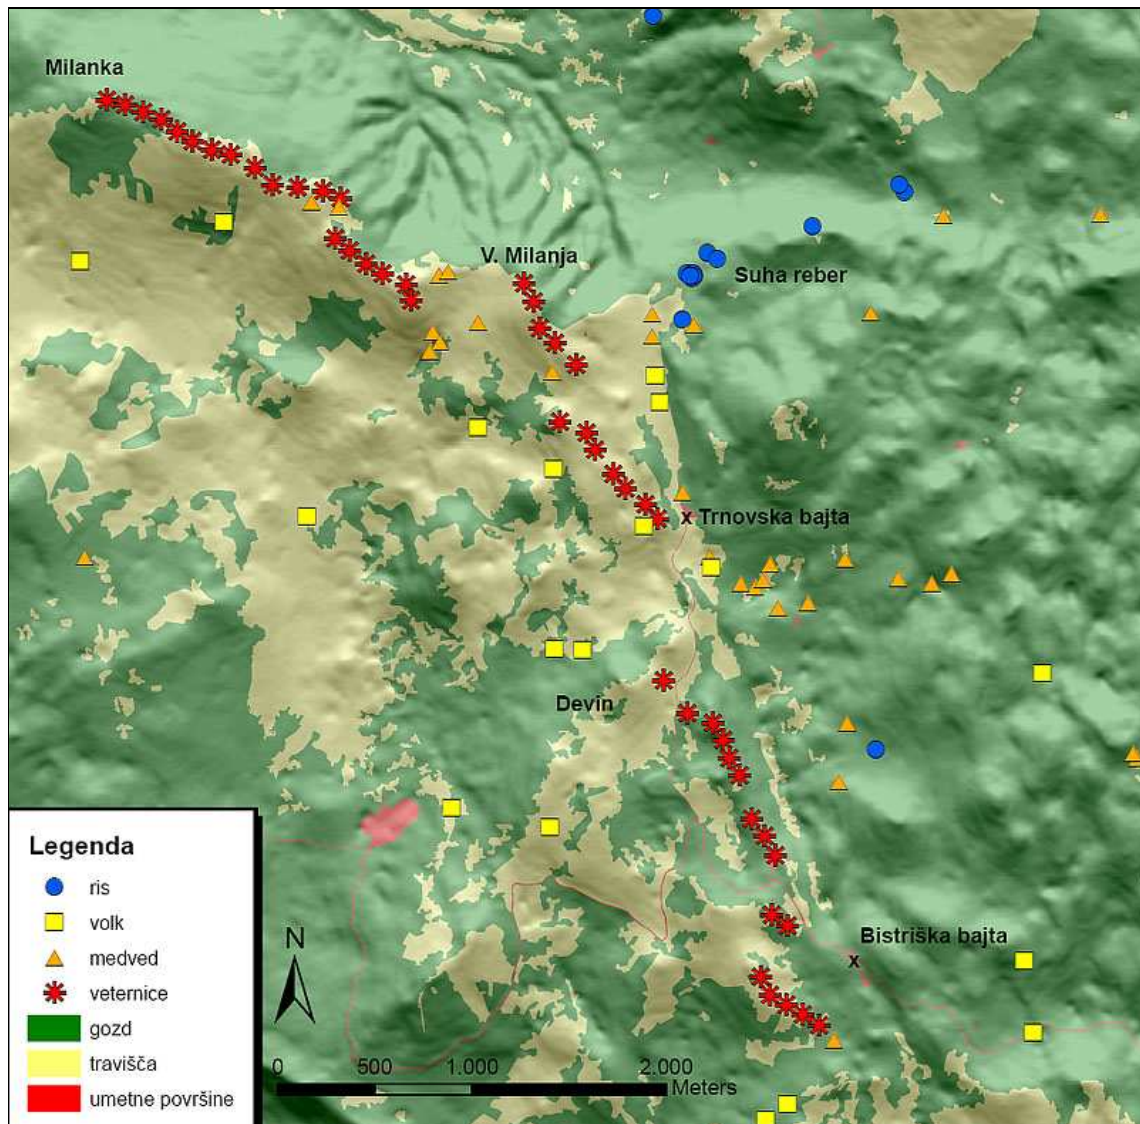 Milanka
V. Milanja
Suha reber
Trnovska bajta
Devin
Bistriška bajta
Legenda
ris
volk
medved
veternice
gozd
travišča
umetne površine
N
0 500 1.000 2.000
Meters